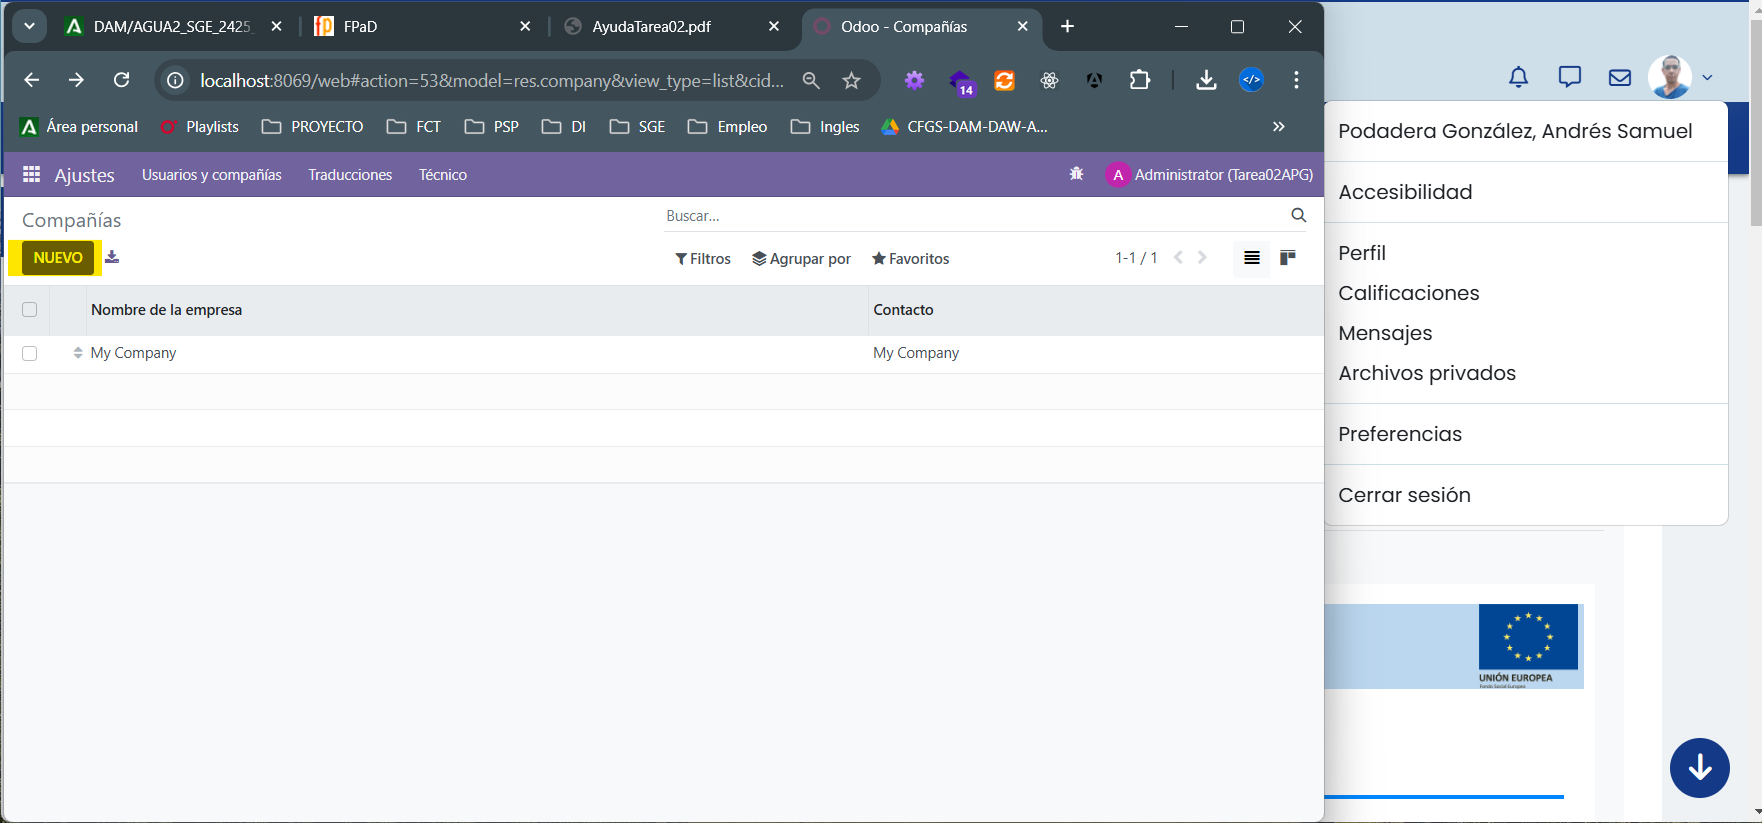 DAM/AGUA2_SGE_2425_
FPaD
AyudaTarea02.pdf
Odoo - Compañías
localhost:8069/web#action=53&model=res.company&view_type=list&cid...
14
Área personal
Playlists
PROYECTO
FCT
PSP
DI
SGE
Empleo
Ingles
CFGS-DAM-DAW-A...
Ajustes
Usuarios y compañías
Traducciones
Técnico
A
Administrator (Tarea02APG)
Compañías
Buscar...
NUEVO
Filtros
Agrupar por
Favoritos
1-1 / 1
Nombre de la empresa
Contacto
My Company
My Company
Podadera González, Andrés Samuel
Accesibilidad
Perfil
Calificaciones
Mensajes
Archivos privados
Preferencias
Cerrar sesión
UNIÓN EUROPEA
Fondo Social Europeo